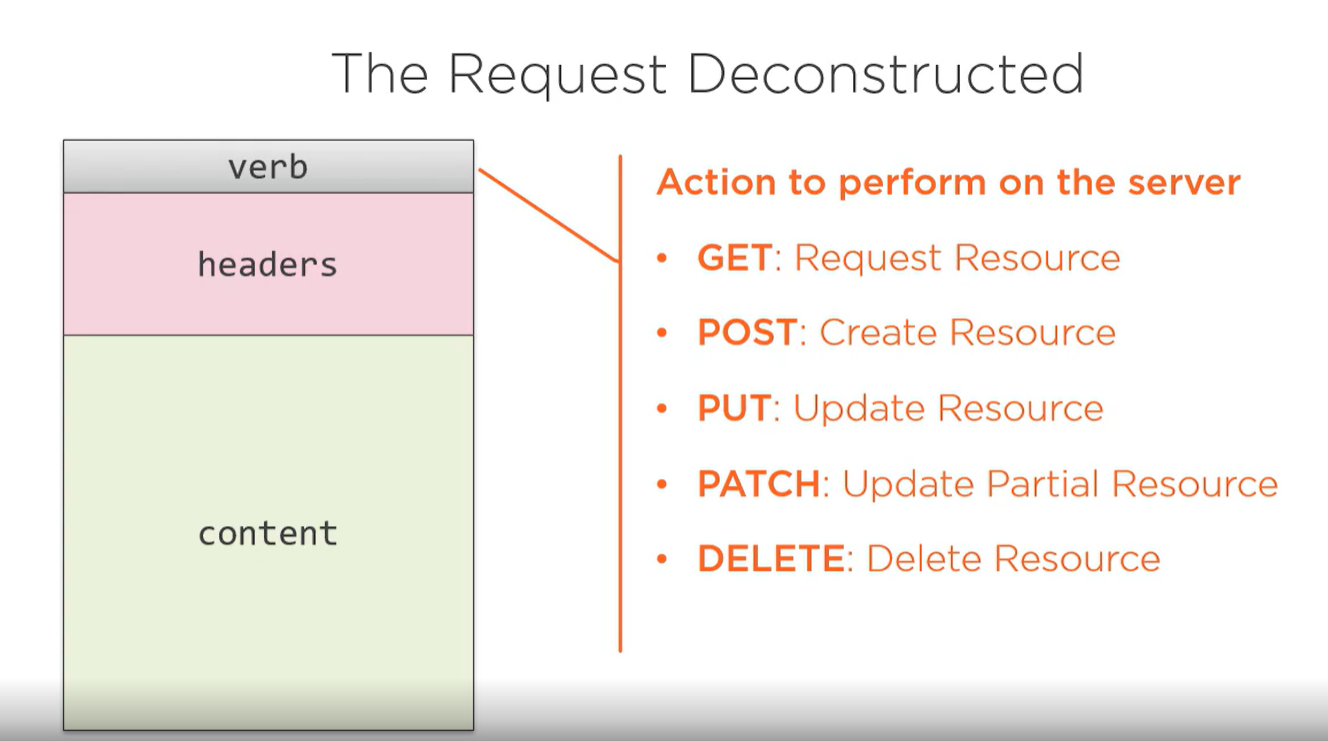 The Request Deconstructed
verb
headers
content
Action to perform on the server
• GET: Request Resource
• POST: Create Resource
• PUT: Update Resource
• PATCH: Update Partial Resource
• DELETE: Delete Resource